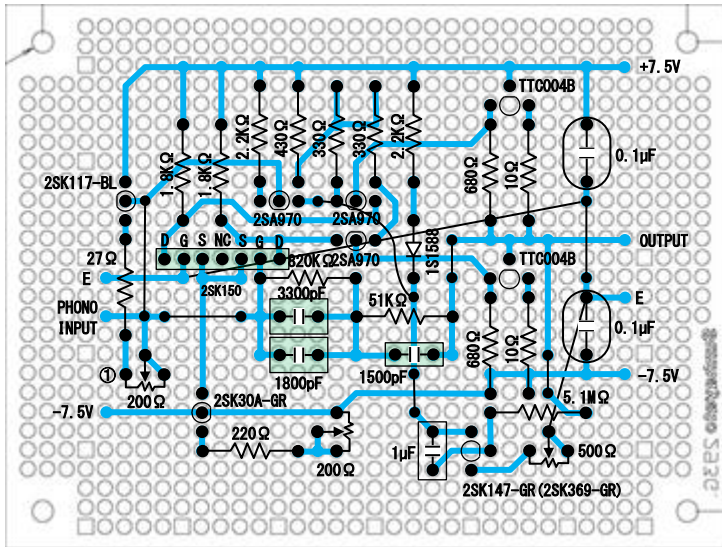 +7.5V
TTC004B
2.2KΩ
430Ω
330Ω
330Ω
2.2KΩ
0.1μF
1.8KΩ
1.8KΩ
680Ω
10Ω
2SK117-BL
2SA970
2SA970
D G S NC S G D
2SA970
1S1588
OUTPUT
27Ω
820KΩ
TTC004B
E
2SK150
3300pF
51KΩ
E
PHONO
INPUT
0.1μF
680Ω
10Ω
1800pF
1500pF
-7.5V
①
200Ω
2SK30A-GR
5.1MΩ
-7.5V
220Ω
200Ω
1μF
500Ω
2SK147-GR(2SK369-GR)